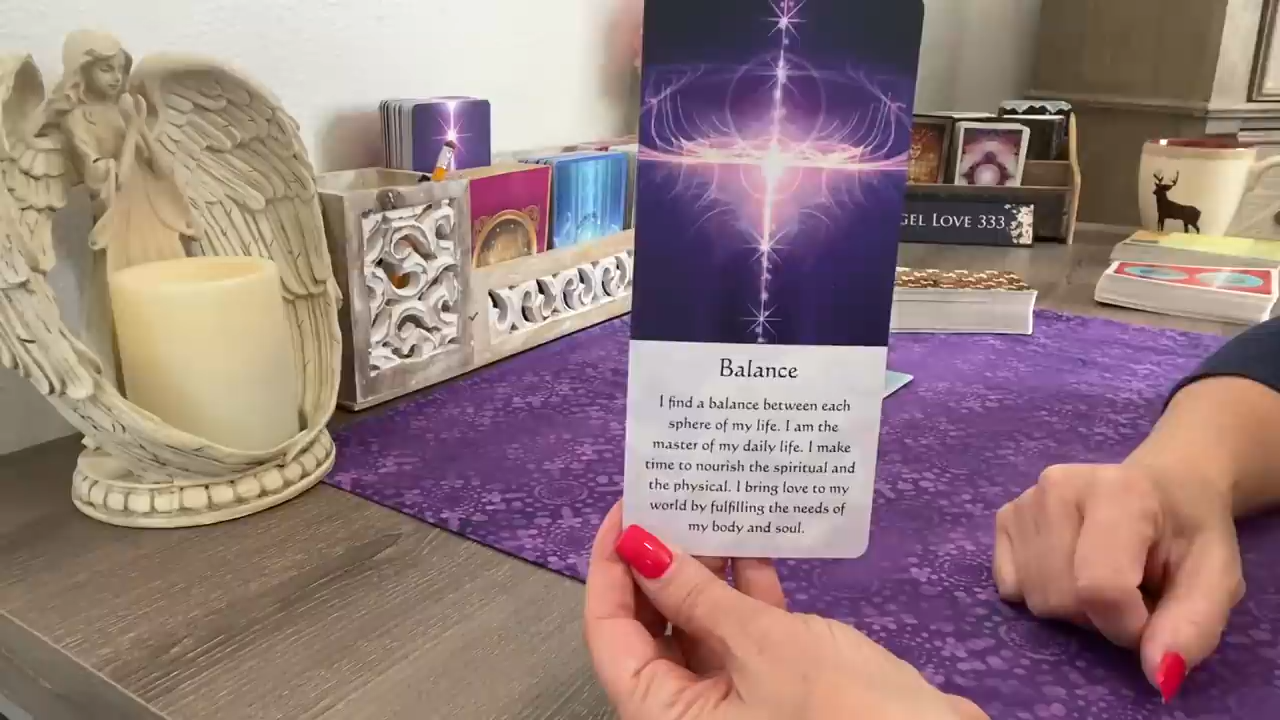 GEL LOVE 333
Balance
I find a balance between each
sphere of my life. I am the
master of my daily life. I make
time to nourish the spiritual and
the physical. I bring love to my
world by fulfilling the needs of
my body and soul.